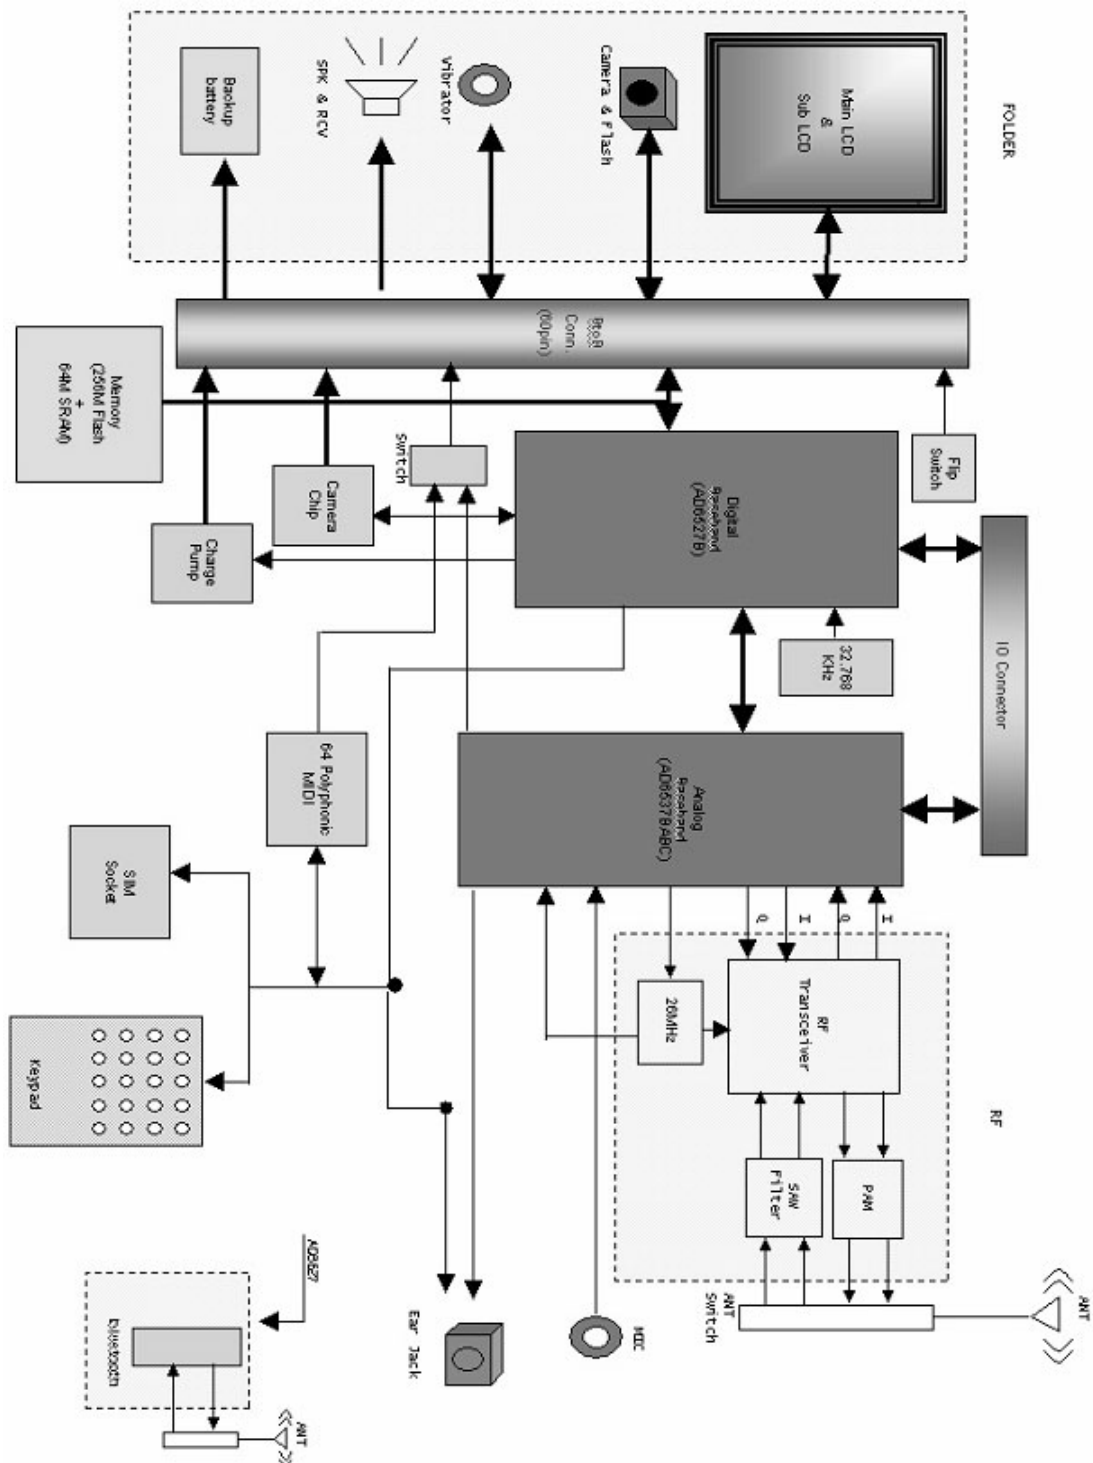 FOLDER
Main LCD
&
Sub LCD
Camera & Flash
Vibrator
SPK & RCV
Backup
battery
BtoB
Conn.
(60pin)
Flip
Switch
IO Connector
Digital
Baseband
(AD6527B)
32.768
KHz
Analog
Baseband
(AD6537BABC)
I
Q
I
Q
RF
RF
Transceiver
26MHz
PAM
SAW
Filter
ANT
ANT
Switch
MIC
Ear Jack
Switch
Camera
Chip
Charge
Pump
Memory
(256M Flash
+
64M SRAM)
64 Polyphonic
MIDI
SIM
Socket
Keypad
AD6527
bluetooth
ANT